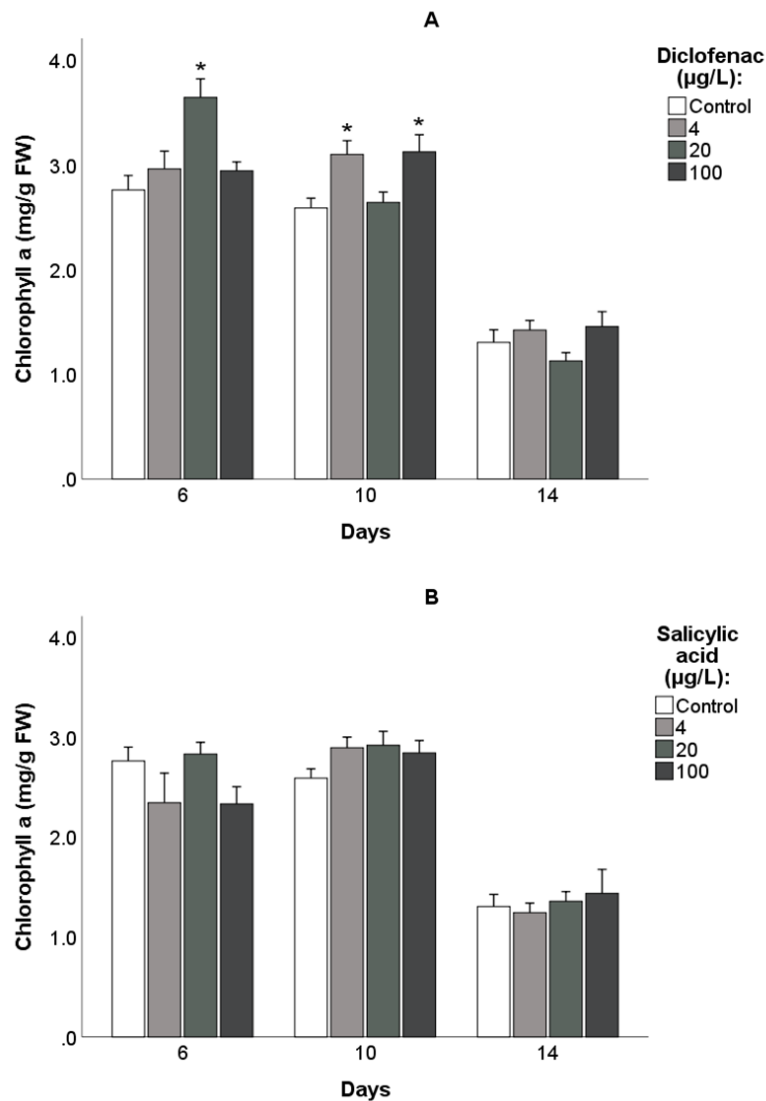 A
Chlorophyll a (mg/g FW)
4.0
3.0
2.0
1.0
.0
*
*
*
6
10
14
Days
Diclofenac
(µg/L):
Control
4
20
100
B
Chlorophyll a (mg/g FW)
4.0
3.0
2.0
1.0
.0
6
10
14
Days
Salicylic
acid
(µg/L):
Control
4
20
100